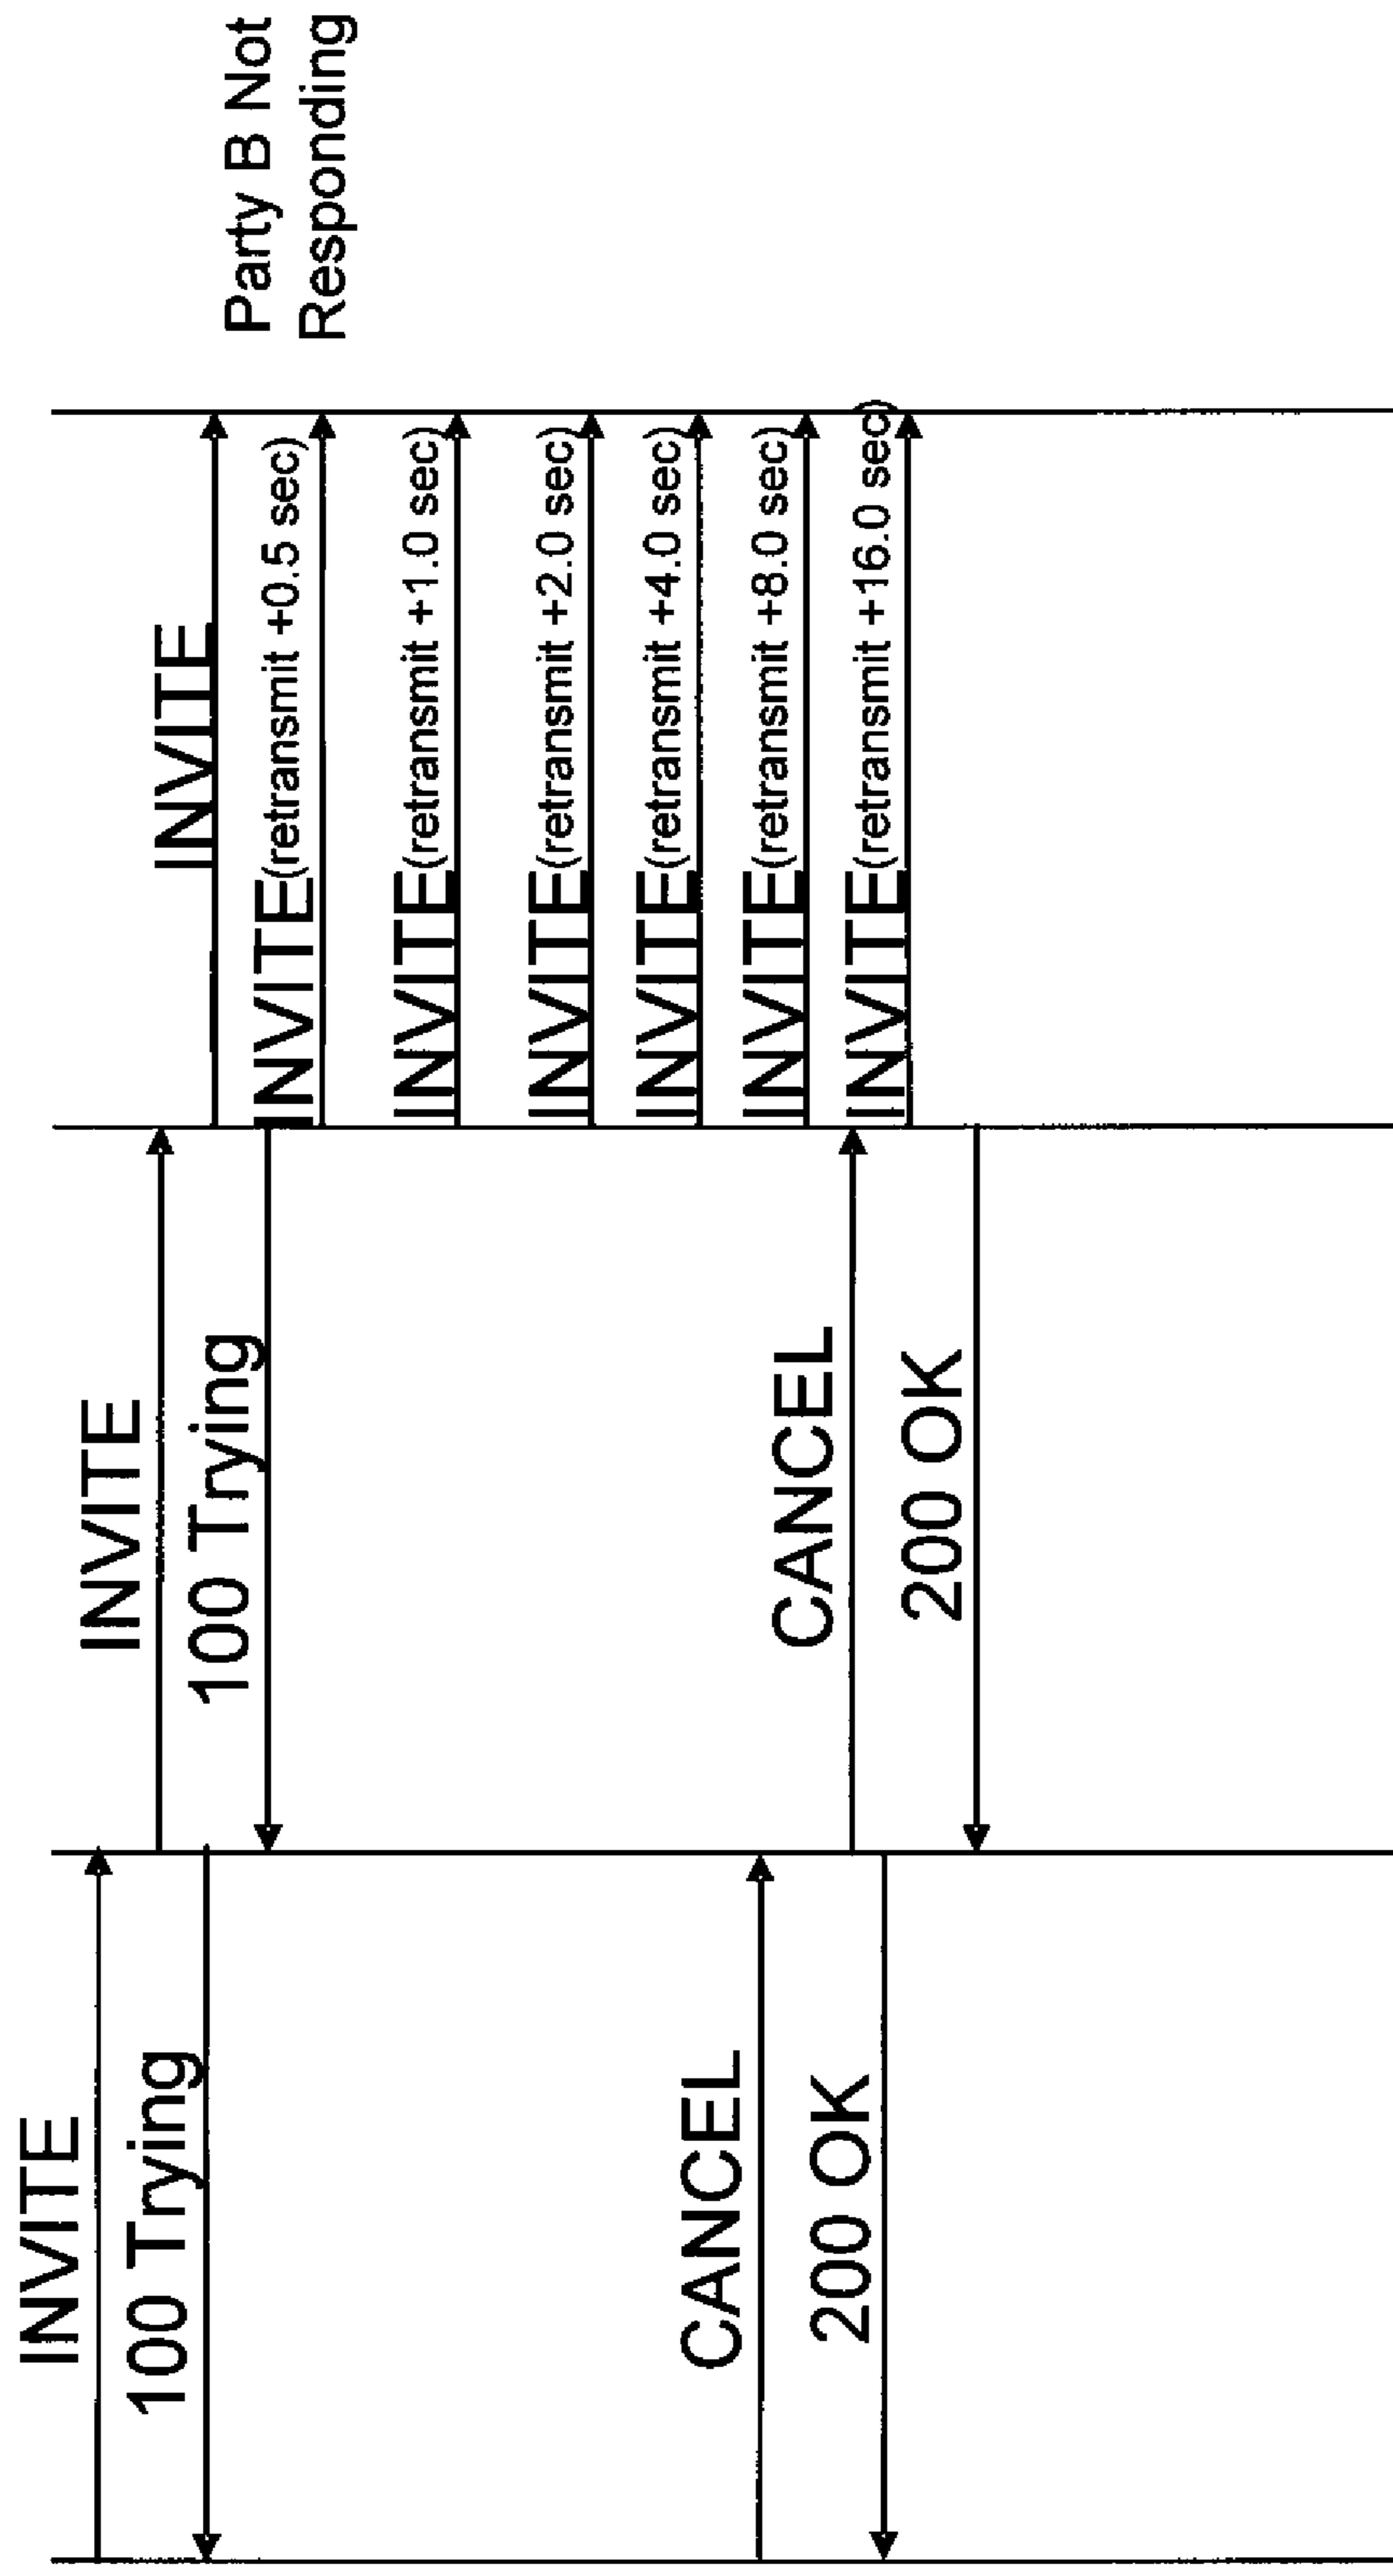 INVITE
100 Trying
CANCEL
200 OK
INVITE
100 Trying
CANCEL
200 OK
INVITE
INVITE(retransmit +0.5 sec)
INVITE(retransmit +1.0 sec)
INVITE(retransmit +2.0 sec)
INVITE(retransmit +4.0 sec)
INVITE(retransmit +8.0 sec)
INVITE(retransmit +16.0 sec)
Party B Not
Responding